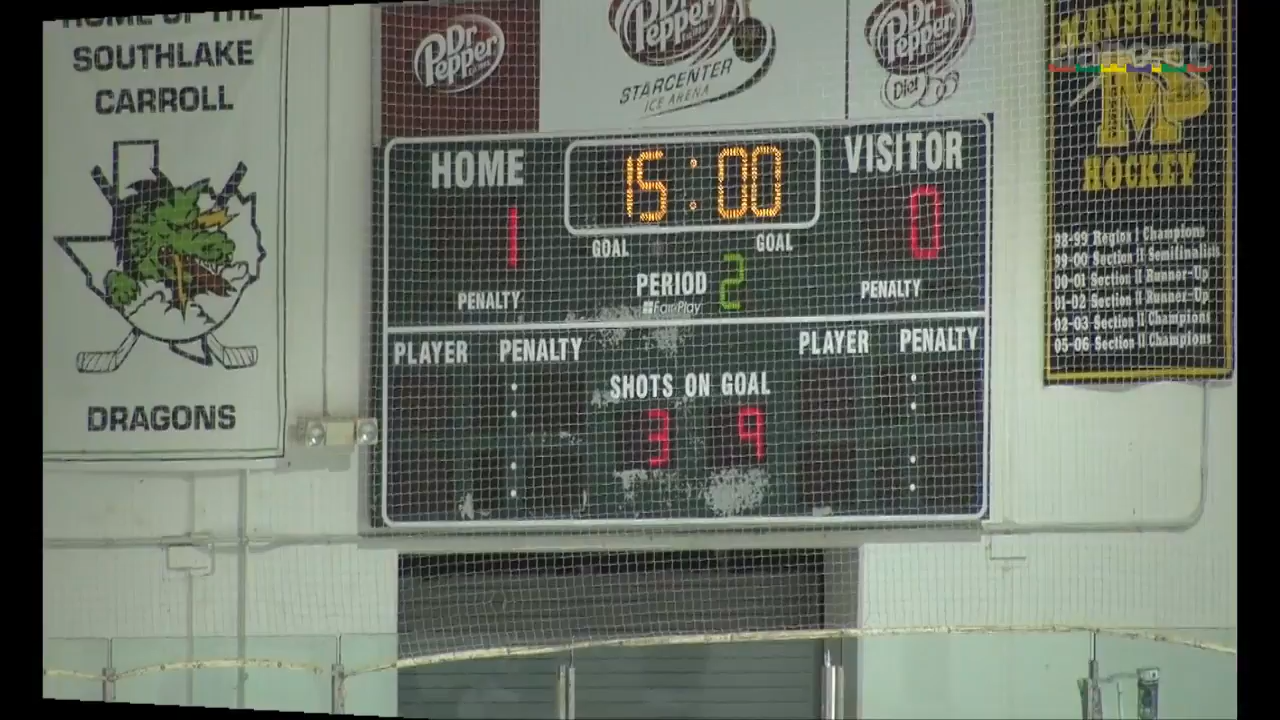 HOME OF THE
SOUTHLAKE
CARROLL
DRAGONS
Dr Pepper
Dr Pepper
STARCENTER
ICE ARENA
Dr Pepper
Diet
HOME
15:00
VISITOR
1
0
GOAL
GOAL
PERIOD 2
FairPlay
PENALTY
PENALTY
PLAYER PENALTY
PLAYER PENALTY
SHOTS ON GOAL
3 9
MANSFIELD
M
HOCKEY
98-99 Region I Champions
99-00 Section II Semifinalists
00-01 Section II Runner-Up
01-02 Section II Runner-Up
02-03 Section II Champions
05-06 Section II Champions